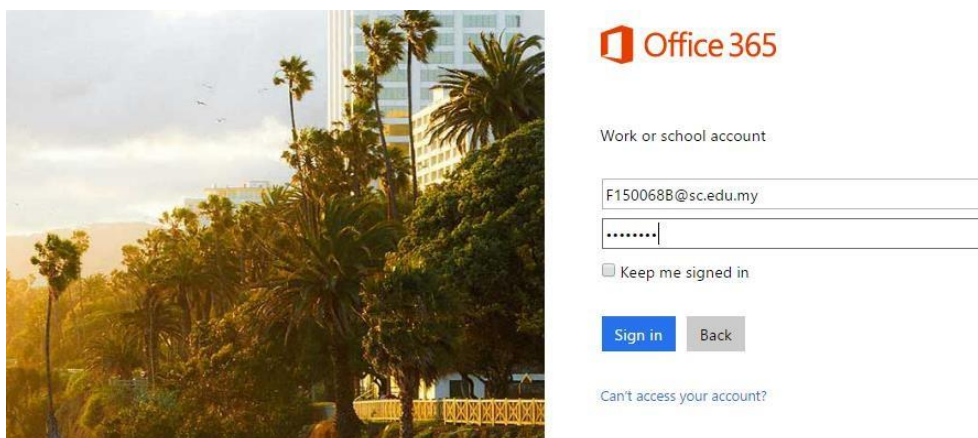 Office 365
Work or school account
F150068B@sc.edu.my
••••••••
Keep me signed in
Sign in
Back
Can't access your account?